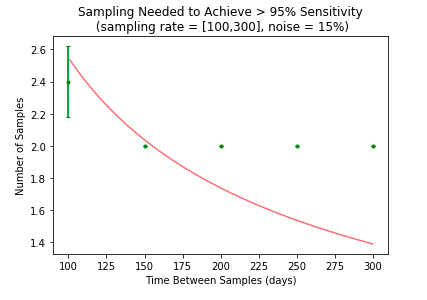 Sampling Needed to Achieve > 95% Sensitivity
(sampling rate = [100,300], noise = 15%)
Number of Samples
2.6
2.4
2.2
2.0
1.8
1.6
1.4
100 125 150 175 200 225 250 275 300
Time Between Samples (days)